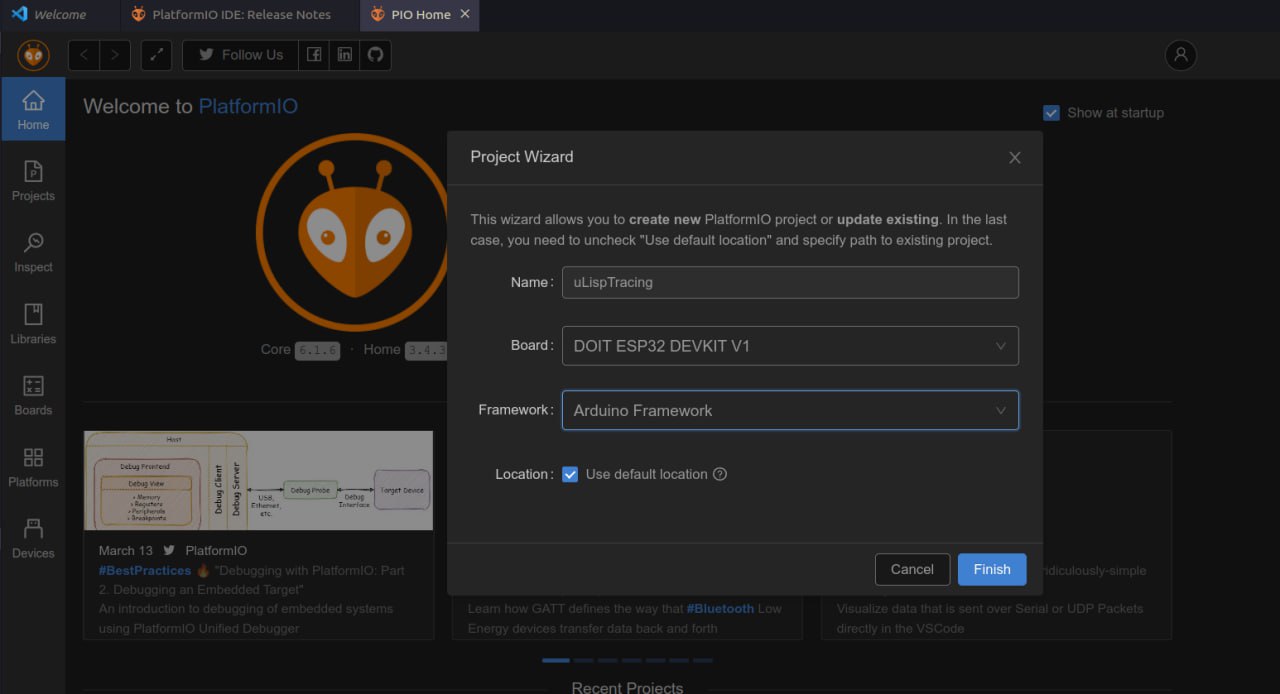 Welcome
PlatformIO IDE: Release Notes
PIO Home
Follow Us
Home
Projects
Inspect
Libraries
Boards
Platforms
Devices
Welcome to PlatformIO
Show at startup
Core 6.1.6 · Home 3.4.3
Project Wizard
This wizard allows you to create new PlatformIO project or update existing. In the last
case, you need to uncheck "Use default location" and specify path to existing project.
Name: uLispTracing
Board: DOIT ESP32 DEVKIT V1
Framework: Arduino Framework
Location: Use default location
Cancel
Finish
Host
Debug Frontend
Debug View
> Memory
> Registers
> Peripherals
> Breakpoints
Debug Client
Debug Server
USB,
Ethernet,
etc.
Debug Probe
Debug
Interface
Target Device
March 13 PlatformIO
#BestPractices 🔥 "Debugging with PlatformIO: Part
2. Debugging an Embedded Target"
An introduction to debugging of embedded systems
using PlatformIO Unified Debugger
Learn how GATT defines the way that #Bluetooth Low
Energy devices transfer data back and forth
ridiculously-simple
Visualize data that is sent over Serial or UDP Packets
directly in the VSCode
Recent Projects